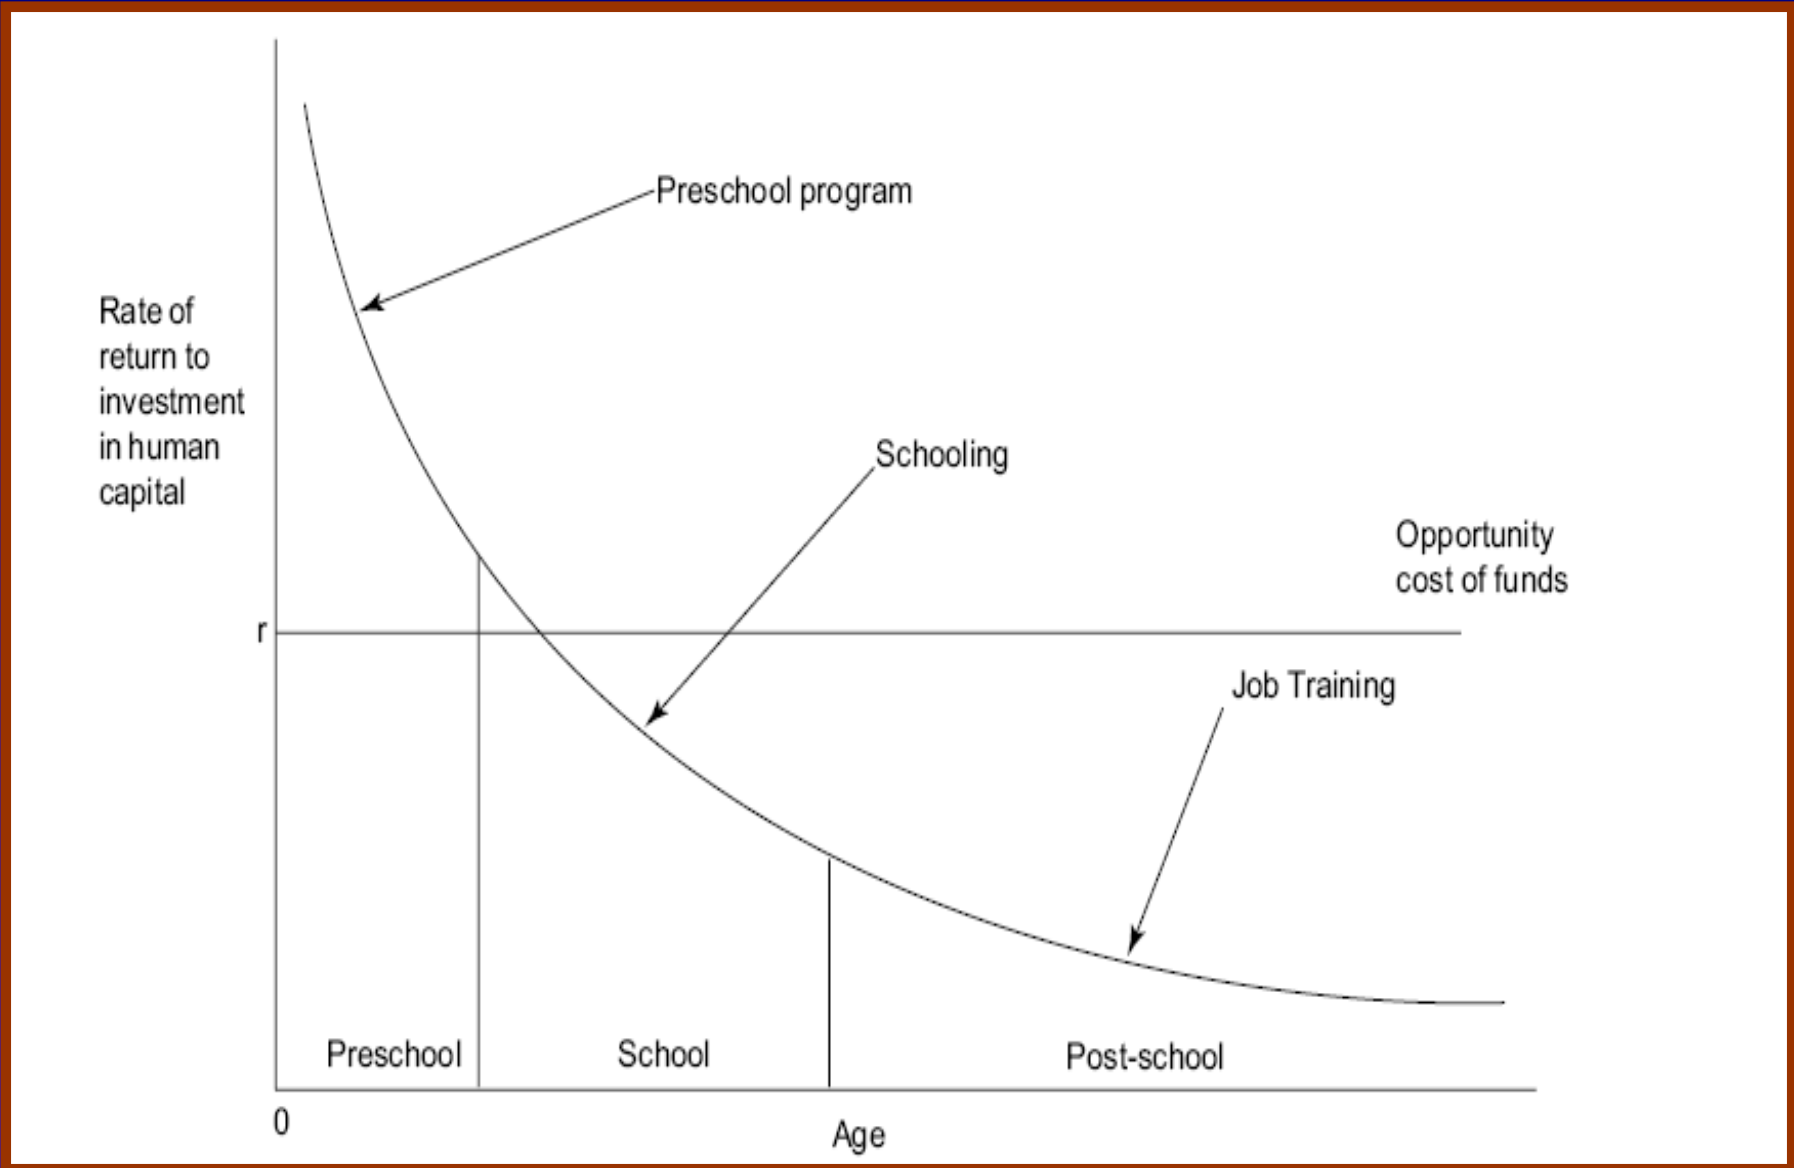 Preschool program
Rate of
return to
investment
in human
capital
Schooling
Opportunity
cost of funds
r
Job Training
Preschool
School
Post-school
0
Age